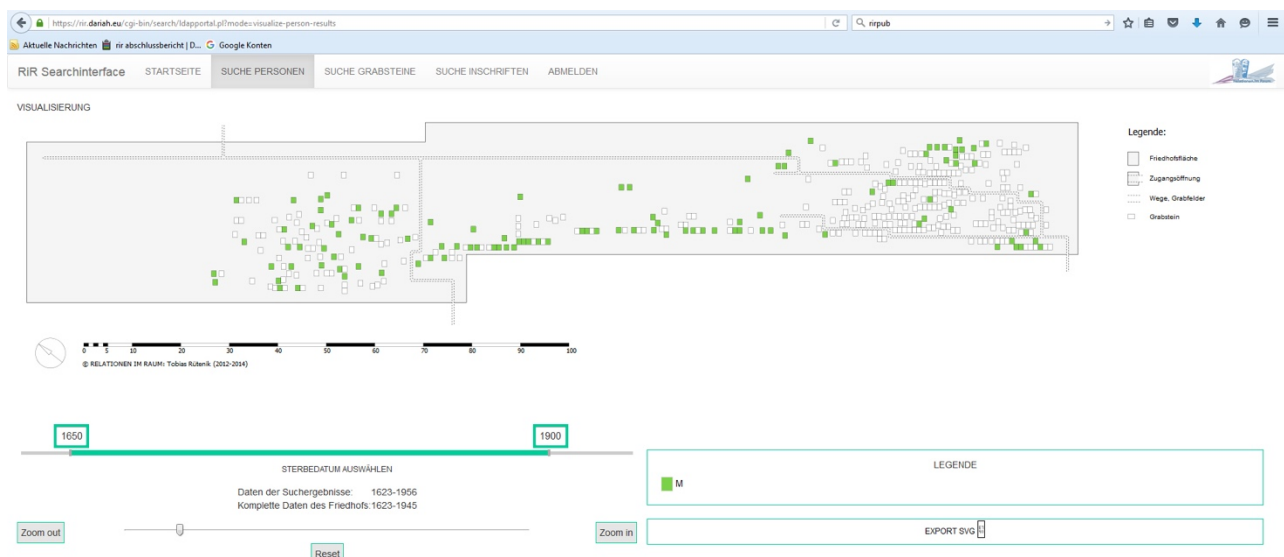 https://rir.dariah.eu/cgi-bin/search/ldapportal.pl?mode=visualize-person-results
rirpub
Aktuelle Nachrichten rir abschlussbericht | D... Google Konten
RiR Searchinterface STARTSEITE SUCHE PERSONEN SUCHE GRABSTEINE SUCHE INSCHRIFTEN ABMELDEN
VISUALISIERUNG
Legende:
Friedhofsfläche
Zugangsöffnung
Wege, Grabfelder
Grabstein
0 5 10 20 30 40 50 60 70 80 90 100
© RELATIONEN IM RAUM: Tobias Rütenik (2012-2014)
1650 1900
STERBEDATUM AUSWÄHLEN
Daten der Suchergebnisse: 1623-1956
Komplette Daten des Friedhofs:1623-1945
Zoom out Zoom in
Reset
LEGENDE
M
EXPORT SVG